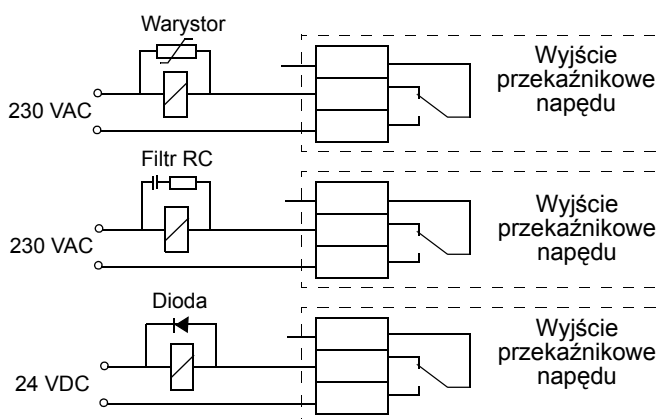 Warystor
230 VAC
Wyjście
przekaźnikowe
napędu
Filtr RC
230 VAC
Wyjście
przekaźnikowe
napędu
Dioda
24 VDC
Wyjście
przekaźnikowe
napędu